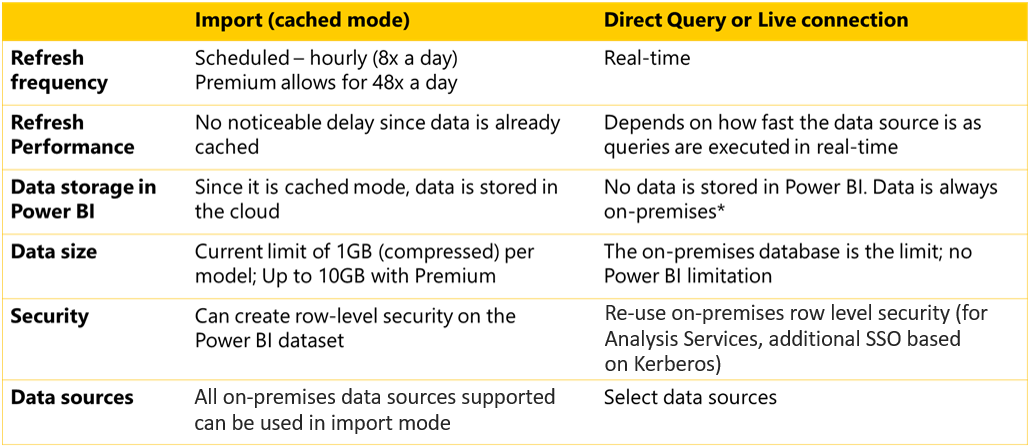 Import (cached mode)
Direct Query or Live connection
Refresh
frequency
Scheduled – hourly (8x a day)
Premium allows for 48x a day
Real-time
Refresh
Performance
No noticeable delay since data is already
cached
Depends on how fast the data source is as
queries are executed in real-time
Data storage in
Power BI
Since it is cached mode, data is stored in
the cloud
No data is stored in Power BI. Data is always
on-premises*
Data size
Current limit of 1GB (compressed) per
model; Up to 10GB with Premium
The on-premises database is the limit; no
Power BI limitation
Security
Can create row-level security on the
Power BI dataset
Re-use on-premises row level security (for
Analysis Services, additional SSO based
on Kerberos)
Data sources
All on-premises data sources supported
can be used in import mode
Select data sources